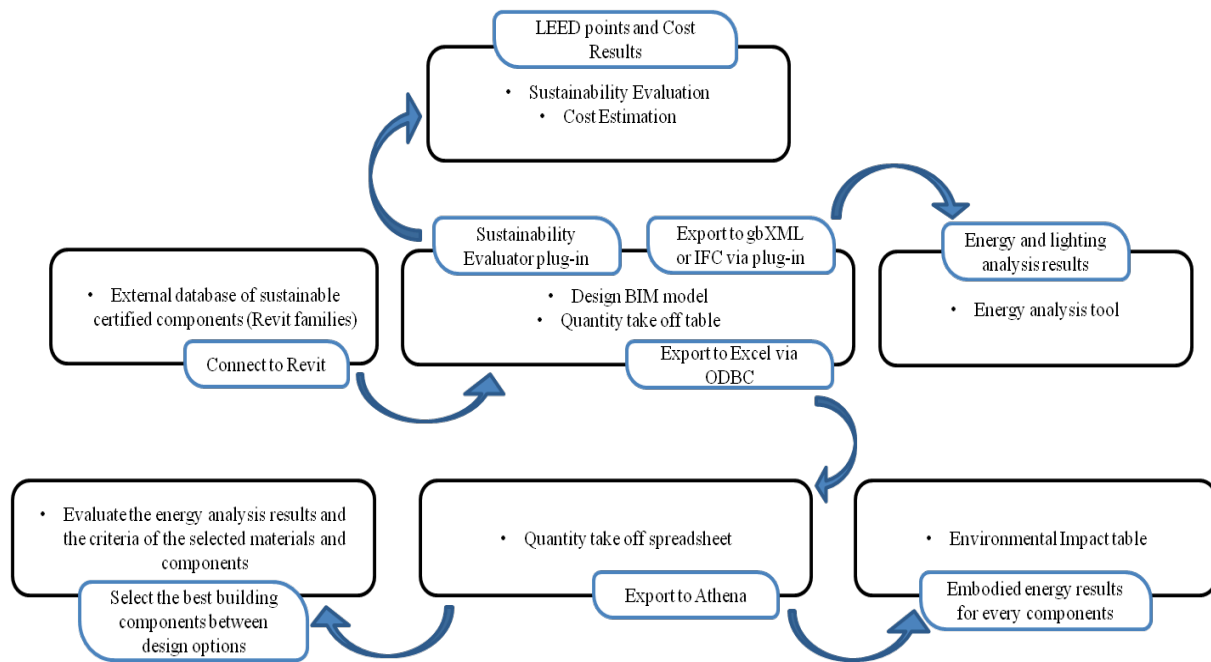 LEED points and Cost
Results
• Sustainability Evaluation
• Cost Estimation
Sustainability
Evaluator plug-in
Export to gbXML
or IFC via plug-in
Energy and lighting
analysis results
• External database of sustainable
certified components (Revit families)
Connect to Revit
• Design BIM model
• Quantity take off table
Export to Excel via
ODBC
• Energy analysis tool
• Evaluate the energy analysis results and
the criteria of the selected materials and
components
Select the best building
components between
design options
• Quantity take off spreadsheet
Export to Athena
• Environmental Impact table
Embodied energy results
for every components